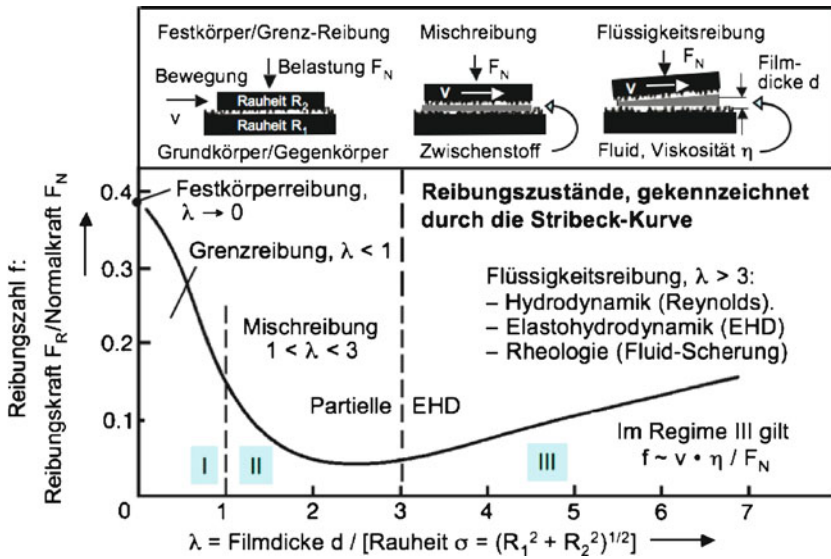 Festkörper/Grenz-Reibung
Mischreibung
Flüssigkeitsreibung
Bewegung
v
Belastung F_N
Rauheit R_2
Rauheit R_1
Grundkörper/Gegenkörper
F_N
v
Zwischenstoff
F_N
v
Film-
dicke d
Fluid, Viskosität η
Reibungszahl f:
Reibungskraft F_R/Normalkraft F_N
0.4
0.3
0.2
0.1
0.0
Festkörperreibung,
λ → 0
Grenzreibung, λ < 1
Mischreibung
1 < λ < 3
Partielle EHD
Reibungszustände, gekennzeichnet
durch die Stribeck-Kurve
Flüssigkeitsreibung, λ > 3:
– Hydrodynamik (Reynolds).
– Elastohydrodynamik (EHD)
– Rheologie (Fluid-Scherung)
Im Regime III gilt
f ~ v • η / F_N
I II III
0 1 2 3 4 5 6 7
λ = Filmdicke d / [Rauheit σ = (R_1² + R_2²)^1/2]